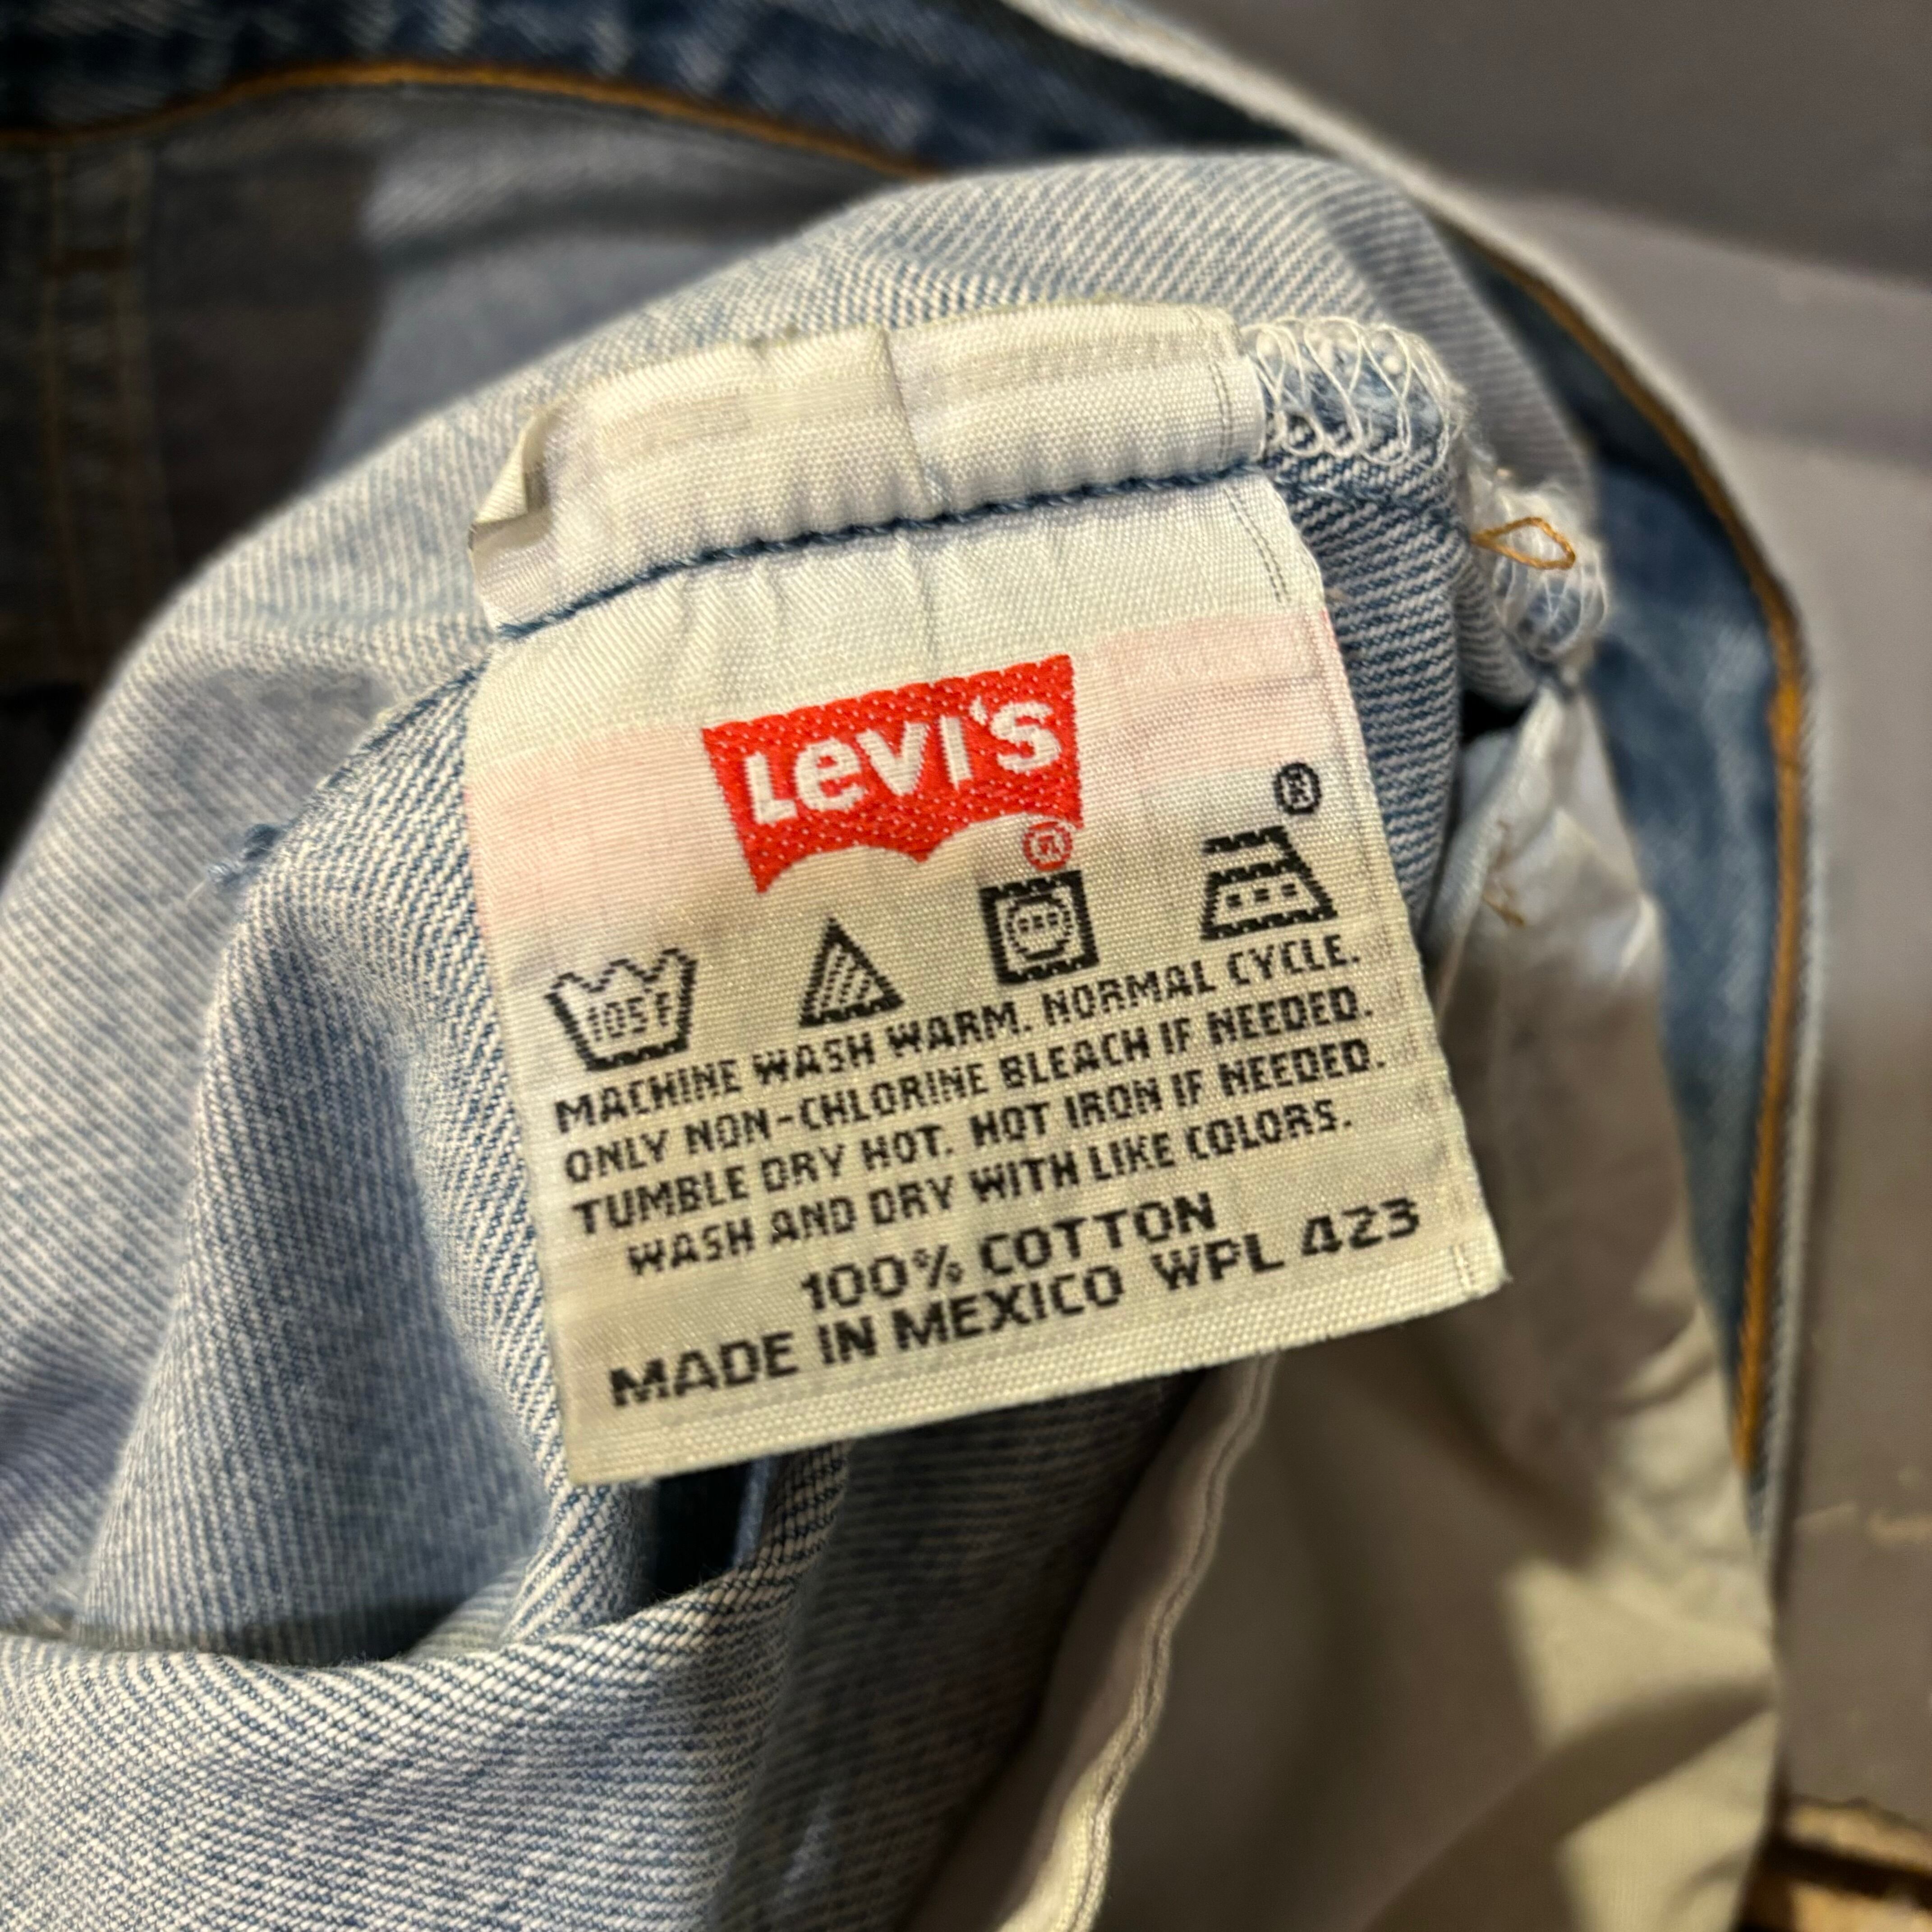 Levi's
®
®
105°F
MACHINE WASH WARM. NORMAL CYCLE.
ONLY NON-CHLORINE BLEACH IF NEEDED.
TUMBLE DRY HOT. HOT IRON IF NEEDED.
WASH AND DRY WITH LIKE COLORS.
100% COTTON
MADE IN MEXICO WPL 423